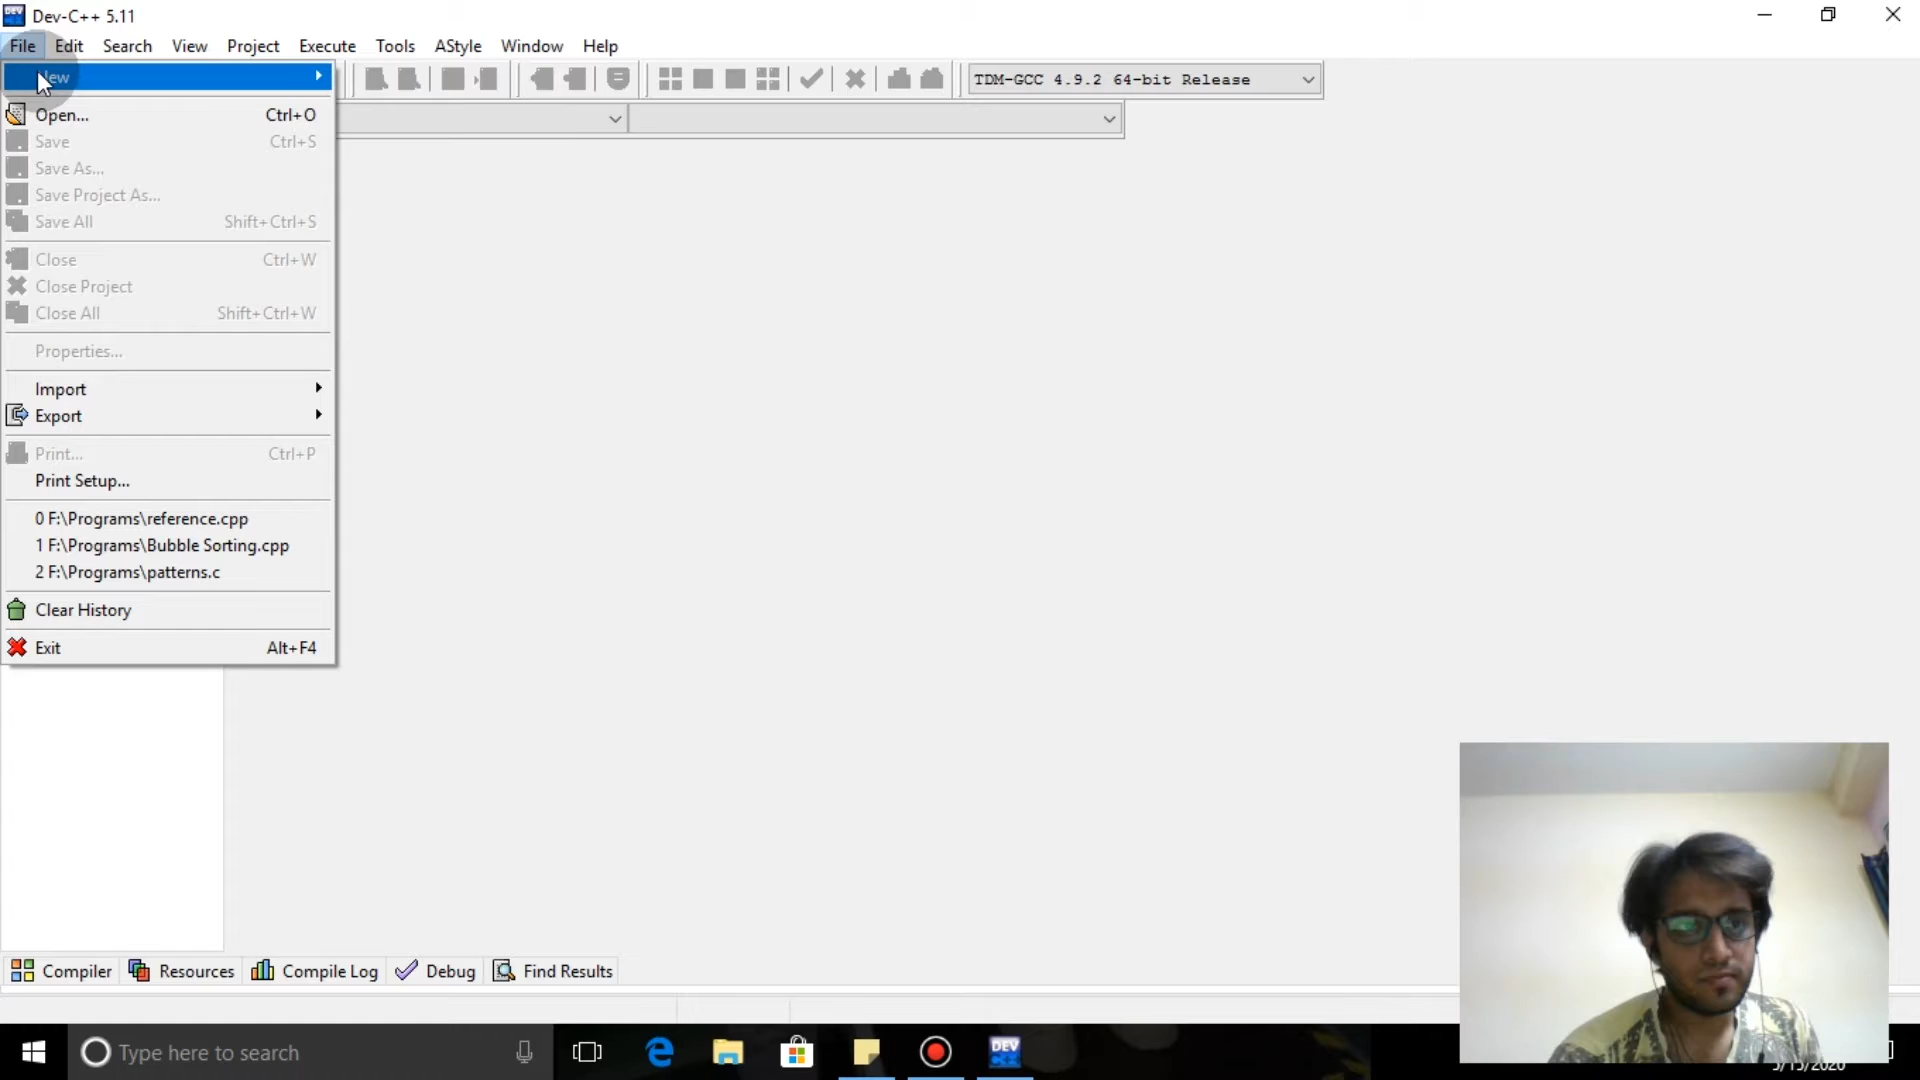 Dev-C++ 5.11
File Edit Search View Project Execute Tools AStyle Window Help
TDM-GCC 4.9.2 64-bit Release
Open... Ctrl+O
Save Ctrl+S
Save As...
Save Project As...
Save All Shift+Ctrl+S
Close Ctrl+W
Close Project
Close All Shift+Ctrl+W
Properties...
Import
Export
Print... Ctrl+P
Print Setup...
0 F:\Programs\reference.cpp
1 F:\Programs\Bubble Sorting.cpp
2 F:\Programs\patterns.c
Clear History
Exit Alt+F4
Compiler Resources Compile Log Debug Find Results
Type here to search
DEV C++